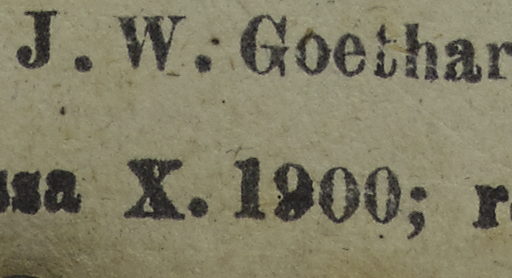 J. W. Goethar
ssa X. 1900; r